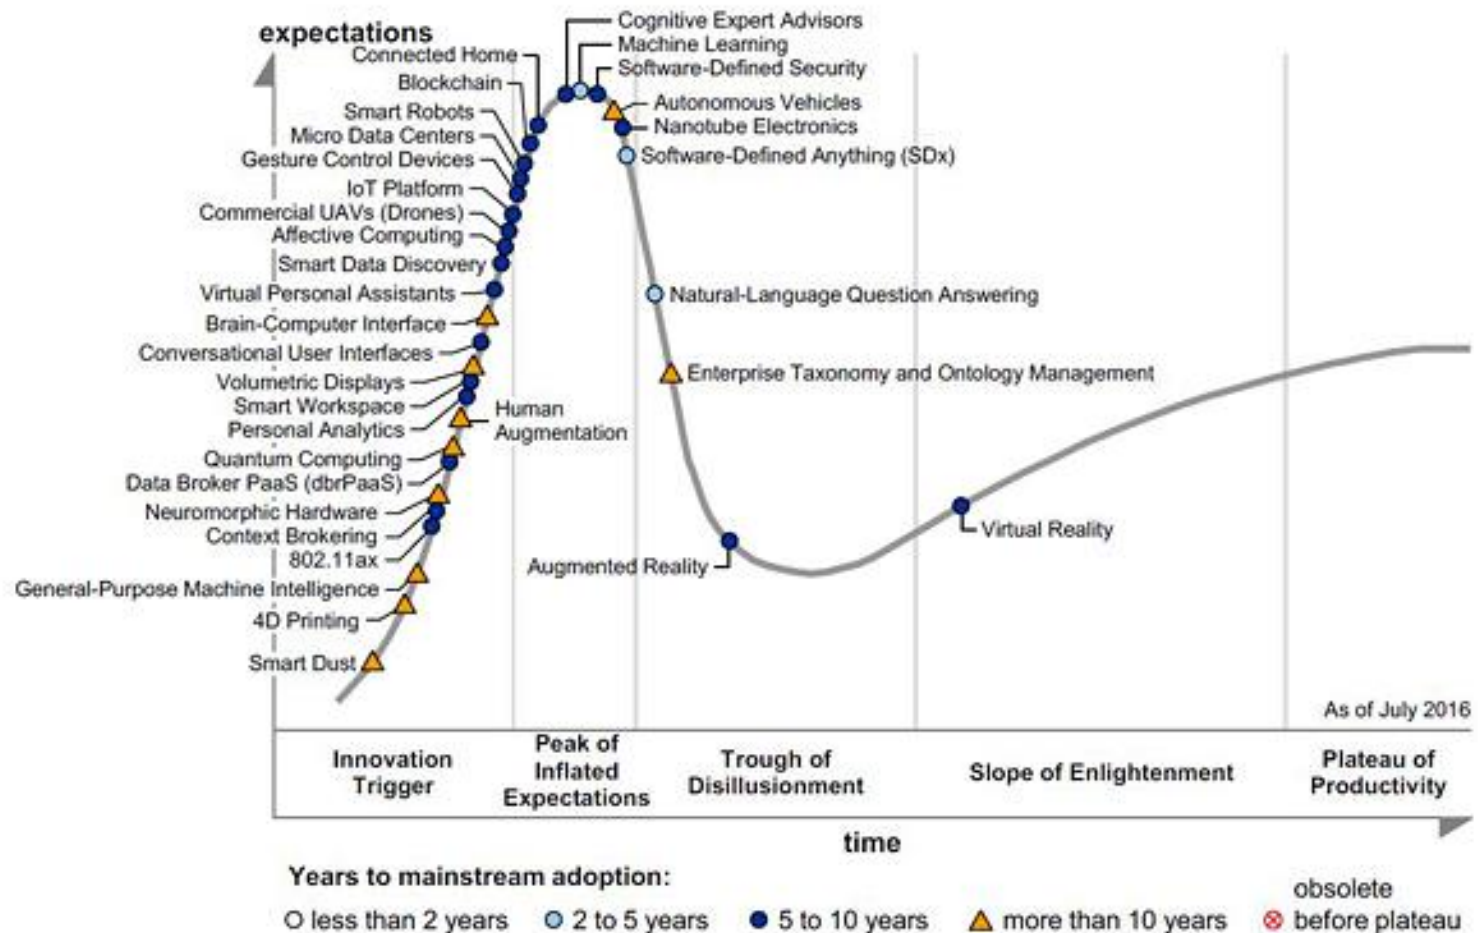 expectations
Cognitive Expert Advisors
Machine Learning
Software-Defined Security
Connected Home
Blockchain
Smart Robots
Micro Data Centers
Gesture Control Devices
IoT Platform
Commercial UAVs (Drones)
Affective Computing
Smart Data Discovery
Virtual Personal Assistants
Brain-Computer Interface
Conversational User Interfaces
Volumetric Displays
Smart Workspace
Personal Analytics
Human
Augmentation
Quantum Computing
Data Broker PaaS (dbrPaaS)
Neuromorphic Hardware
Context Brokering
802.11ax
General-Purpose Machine Intelligence
4D Printing
Smart Dust
Autonomous Vehicles
Nanotube Electronics
Software-Defined Anything (SDx)
Natural-Language Question Answering
Enterprise Taxonomy and Ontology Management
Augmented Reality
Virtual Reality
As of July 2016
Innovation
Trigger
Peak of
Inflated
Expectations
Trough of
Disillusionment
Slope of Enlightenment
Plateau of
Productivity
time
Years to mainstream adoption:
less than 2 years
2 to 5 years
5 to 10 years
more than 10 years
obsolete
before plateau